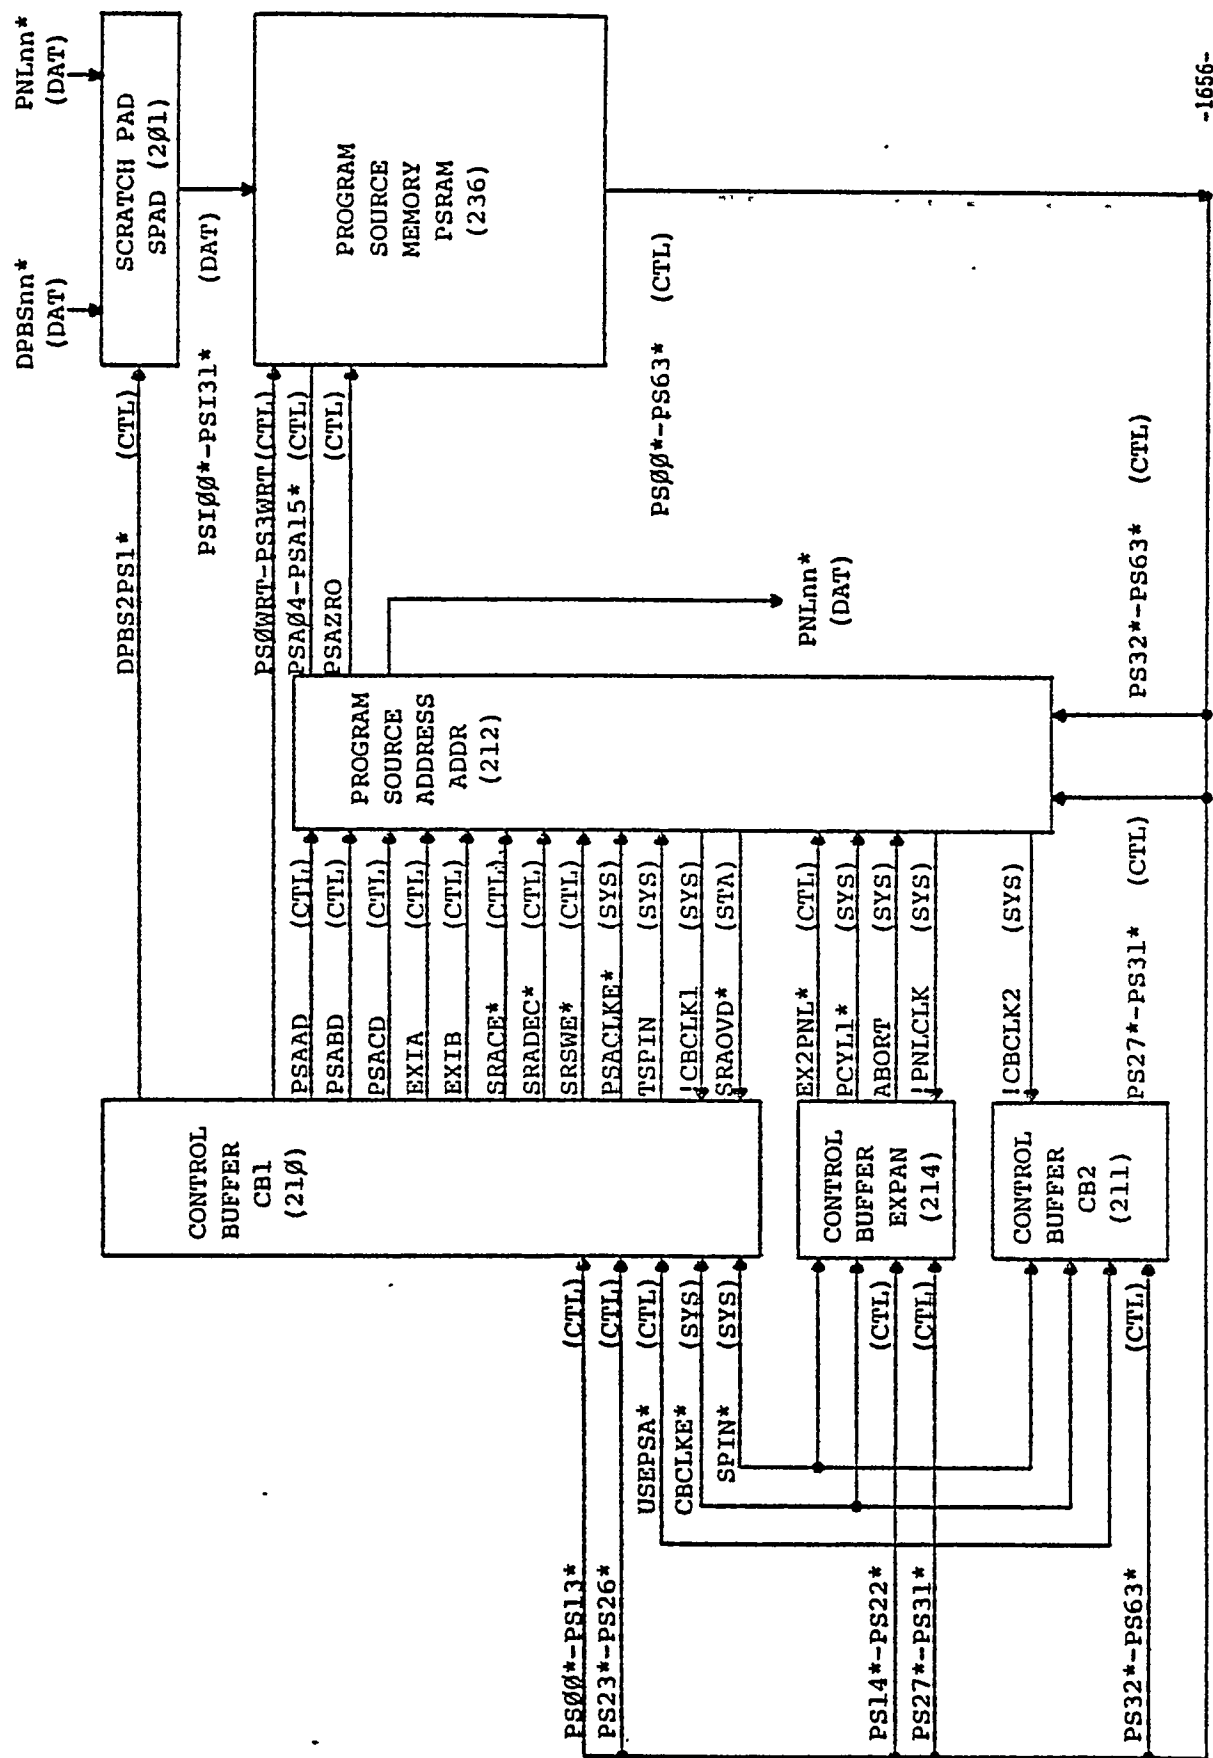 CONTROL
BUFFER
CB1
(21Ø)
CONTROL
BUFFER
EXPAN
(214)
CONTROL
BUFFER
CB2
(211)
PROGRAM
SOURCE
ADDRESS
ADDR
(212)
SCRATCH PAD
SPAD (2Ø1)
PROGRAM
SOURCE
MEMORY
PSRAM
(236)
PSØØ*-PS13* (CTL)
PS23*-PS26* (CTL)
USEPSA* (CTL)
CBCLKE* (SYS)
SPIN* (SYS)
PS14*-PS22* (CTL)
PS27*-PS31* (CTL)
PS32*-PS63* (CTL)
DPBS2PS1* (CTL)
PSØWRT-PS3WRT(CTL)
PSAØ4-PSA15* (CTL)
PSAZRO (CTL)
PSAAD (CTL)
PSABD (CTL)
PSACD (CTL)
EXIA (CTL)
EXIB (CTL)
SRACE* (CTL)
SRADEC* (CTL)
SRSWE* (CTL)
PSACLKE* (SYS)
TSPIN (SYS)
!CBCLK1 (SYS)
SRAOVD* (STA)
EX2PNL* (CTL)
PCYL1* (SYS)
ABORT (SYS)
!PNLCLK (SYS)
!CBCLK2 (SYS)
PS27*-PS31* (CTL)
PS32*-PS63* (CTL)
PNLnn*
(DAT)
DPBSnn*
(DAT)
PNLnn*
(DAT)
PSIØØ*-PSI31* (DAT)
PSØØ*-PS63* (CTL)
-1656-